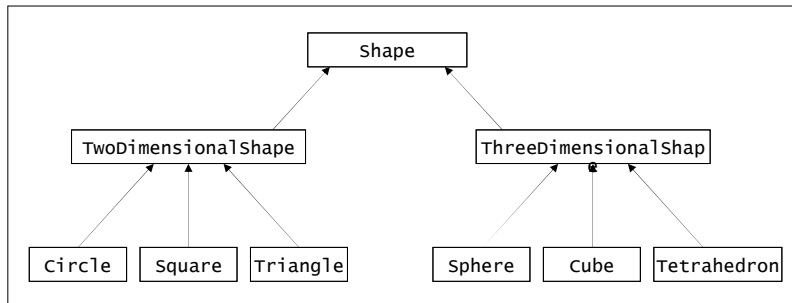 Shape
TwoDimensionalShape
ThreeDimensionalShap
e
Circle
Square
Triangle
Sphere
Cube
Tetrahedron